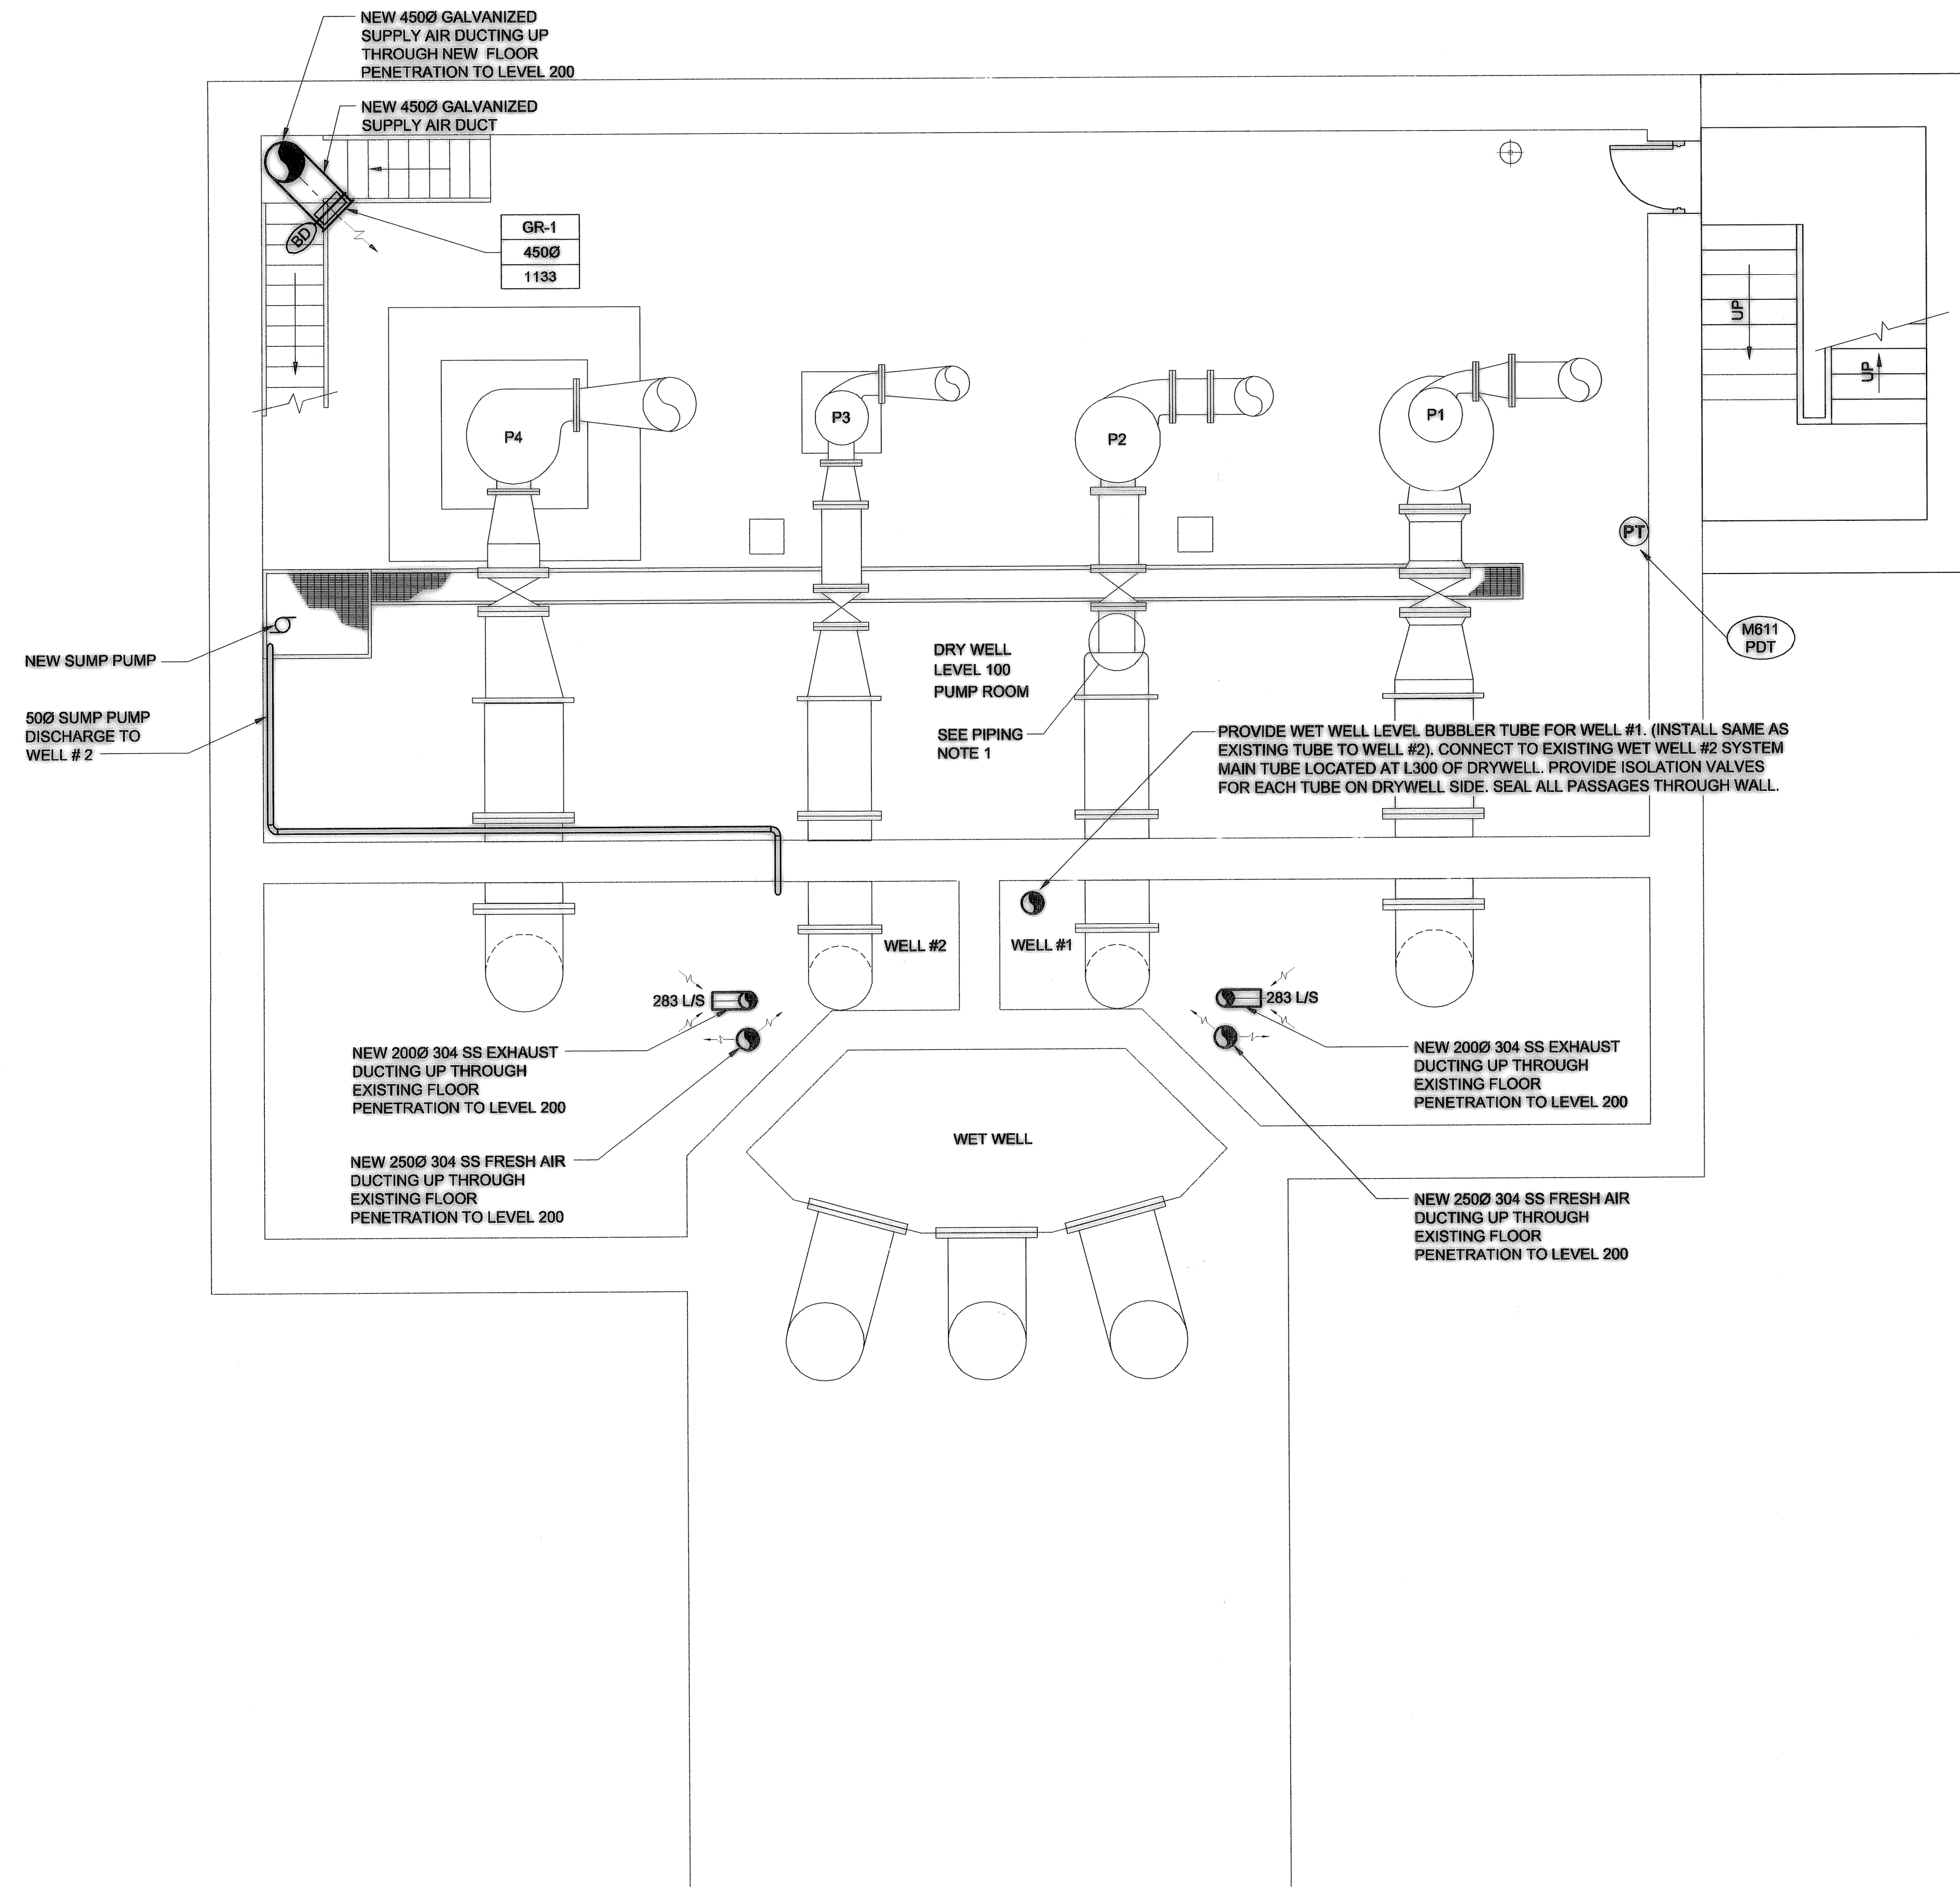 NEW 450Ø GALVANIZED
SUPPLY AIR DUCTING UP
THROUGH NEW FLOOR
PENETRATION TO LEVEL 200
NEW 450Ø GALVANIZED
SUPPLY AIR DUCT
BD
GR-1
450Ø
1133
UP
UP
P4
P3
P2
P1
PT
M611
PDT
NEW SUMP PUMP
50Ø SUMP PUMP
DISCHARGE TO
WELL # 2
DRY WELL
LEVEL 100
PUMP ROOM
SEE PIPING
NOTE 1
PROVIDE WET WELL LEVEL BUBBLER TUBE FOR WELL #1. (INSTALL SAME AS
EXISTING TUBE TO WELL #2). CONNECT TO EXISTING WET WELL #2 SYSTEM
MAIN TUBE LOCATED AT L300 OF DRYWELL. PROVIDE ISOLATION VALVES
FOR EACH TUBE ON DRYWELL SIDE. SEAL ALL PASSAGES THROUGH WALL.
WELL #2
WELL #1
283 L/S
283 L/S
NEW 200Ø 304 SS EXHAUST
DUCTING UP THROUGH
EXISTING FLOOR
PENETRATION TO LEVEL 200
NEW 200Ø 304 SS EXHAUST
DUCTING UP THROUGH
EXISTING FLOOR
PENETRATION TO LEVEL 200
WET WELL
NEW 250Ø 304 SS FRESH AIR
DUCTING UP THROUGH
EXISTING FLOOR
PENETRATION TO LEVEL 200
NEW 250Ø 304 SS FRESH AIR
DUCTING UP THROUGH
EXISTING FLOOR
PENETRATION TO LEVEL 200